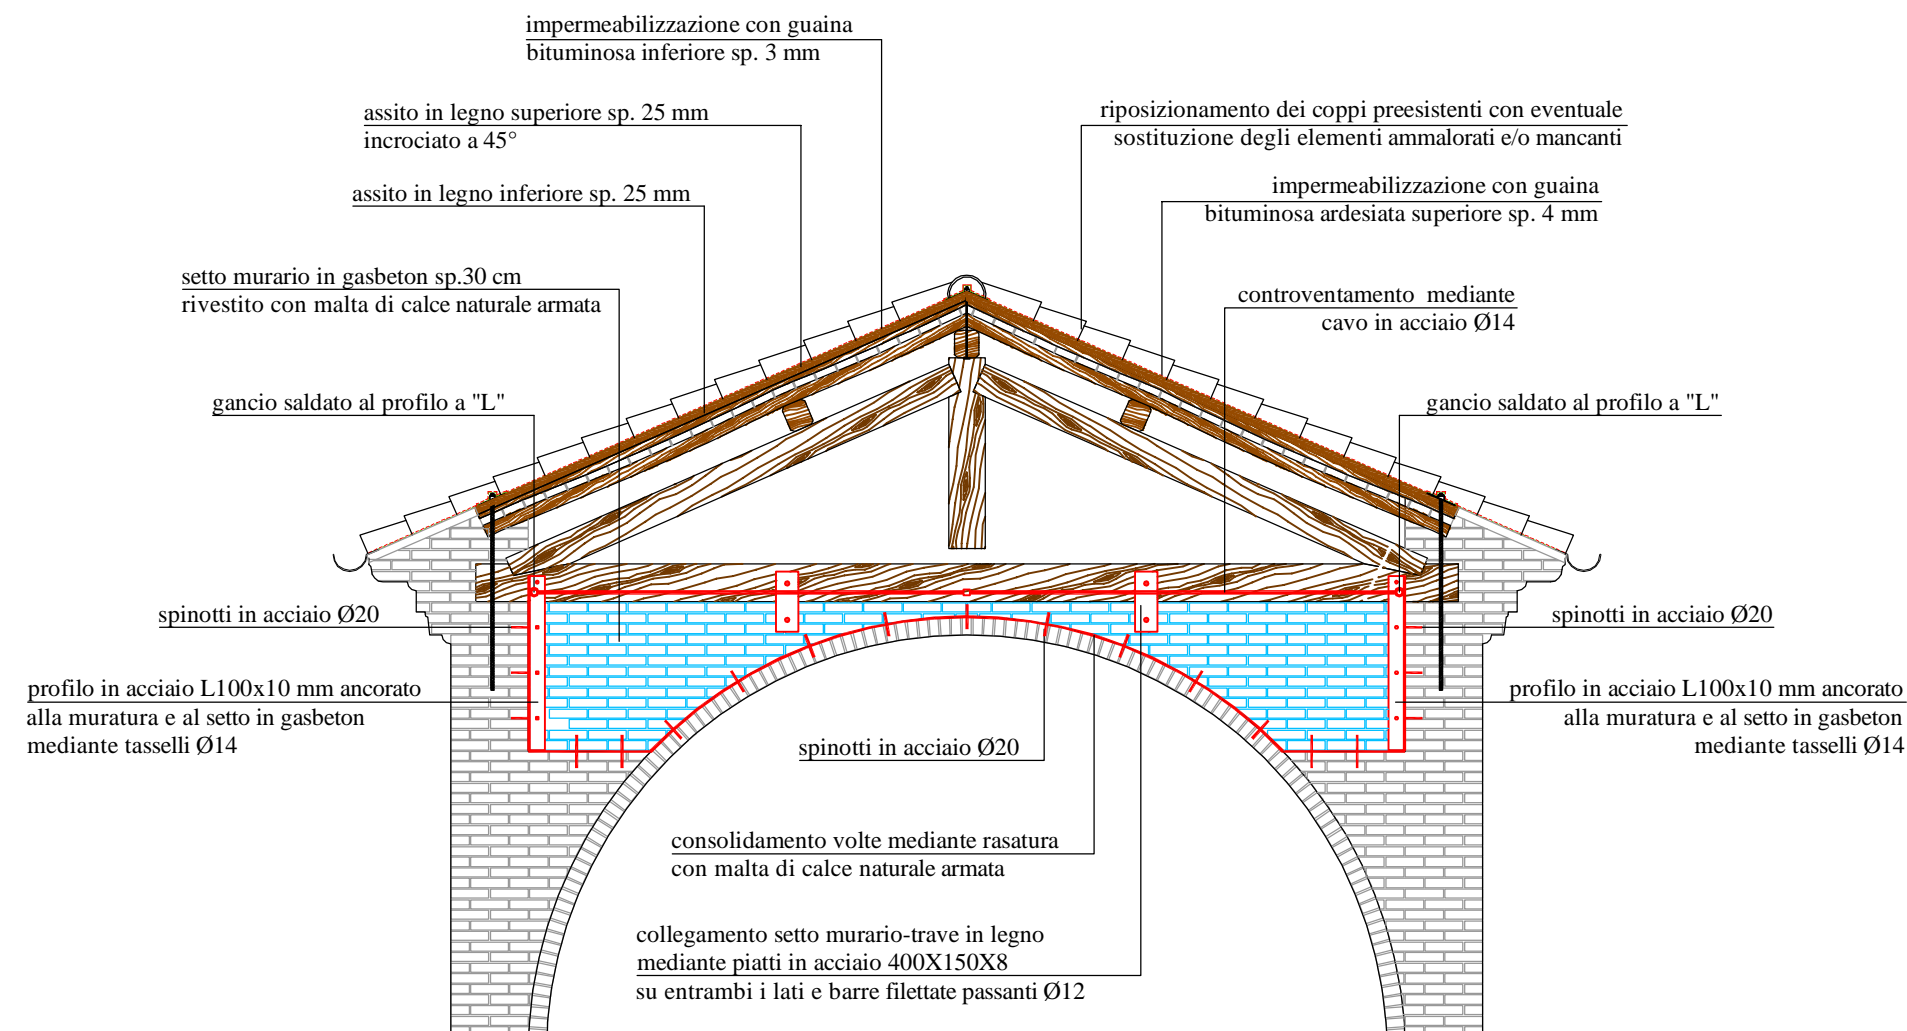 impermeabilizzazione con guaina
bituminosa inferiore sp. 3 mm
assito in legno superiore sp. 25 mm
incrociato a 45°
riposizionamento dei coppi preesistenti con eventuale
sostituzione degli elementi ammalorati e/o mancanti
assito in legno inferiore sp. 25 mm
impermeabilizzazione con guaina
bituminosa ardesiata superiore sp. 4 mm
setto murario in gasbeton sp.30 cm
rivestito con malta di calce naturale armata
controventamento mediante
cavo in acciaio Ø14
gancio saldato al profilo a "L"
gancio saldato al profilo a "L"
spinotti in acciaio Ø20
spinotti in acciaio Ø20
profilo in acciaio L100x10 mm ancorato
alla muratura e al setto in gasbeton
mediante tasselli Ø14
profilo in acciaio L100x10 mm ancorato
alla muratura e al setto in gasbeton
mediante tasselli Ø14
spinotti in acciaio Ø20
consolidamento volte mediante rasatura
con malta di calce naturale armata
collegamento setto murario-trave in legno
mediante piatti in acciaio 400X150X8
su entrambi i lati e barre filettate passanti Ø12